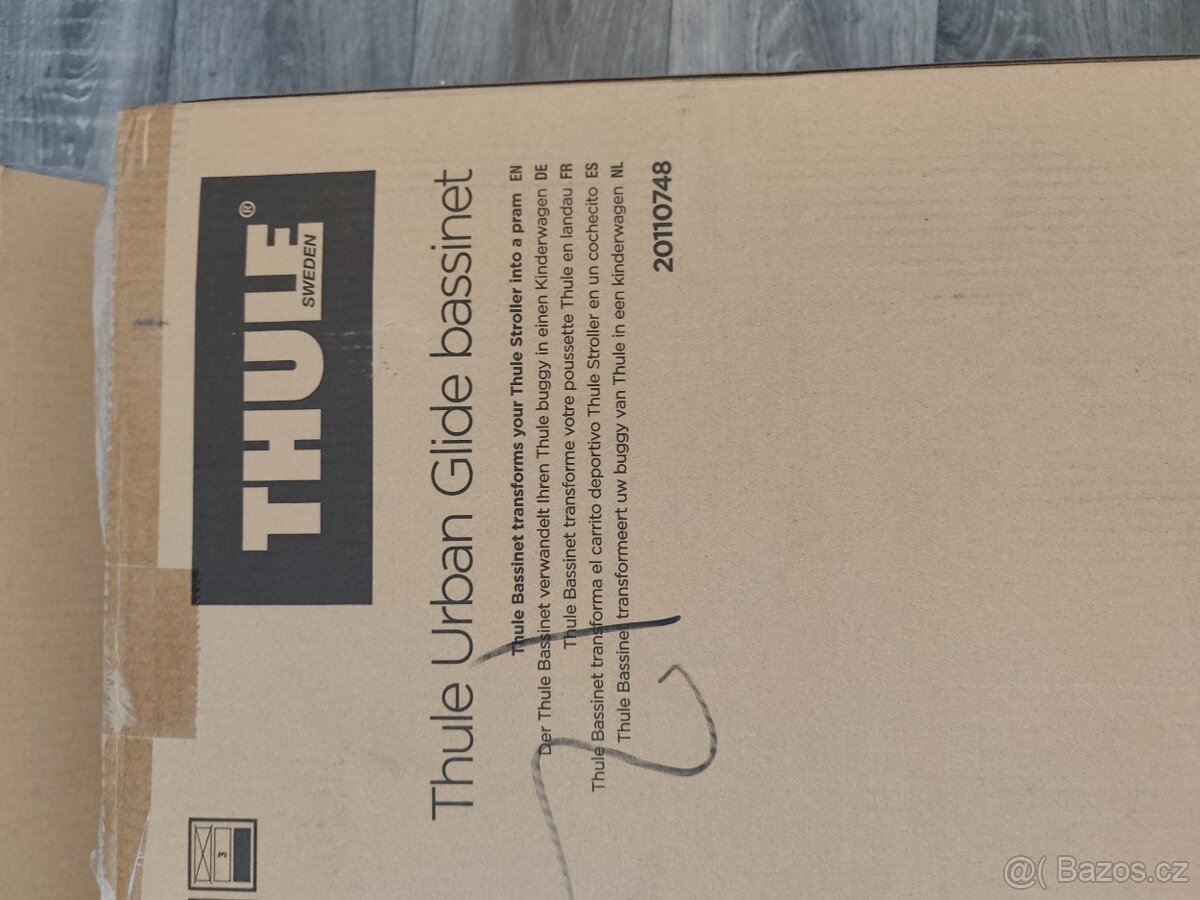 THULE®
SWEDEN
Thule Urban Glide bassinet
Thule Bassinet transforms your Thule Stroller into a pram EN
Der Thule Bassinet verwandelt Ihren Thule buggy in einen Kinderwagen DE
Thule Bassinet transforme votre poussette Thule en landau FR
Thule Bassinet transforma el carrito deportivo Thule Stroller en un cochecito ES
Thule Bassinet transformeert uw buggy van Thule in een kinderwagen NL
20110748
3
@( Bazos.cz